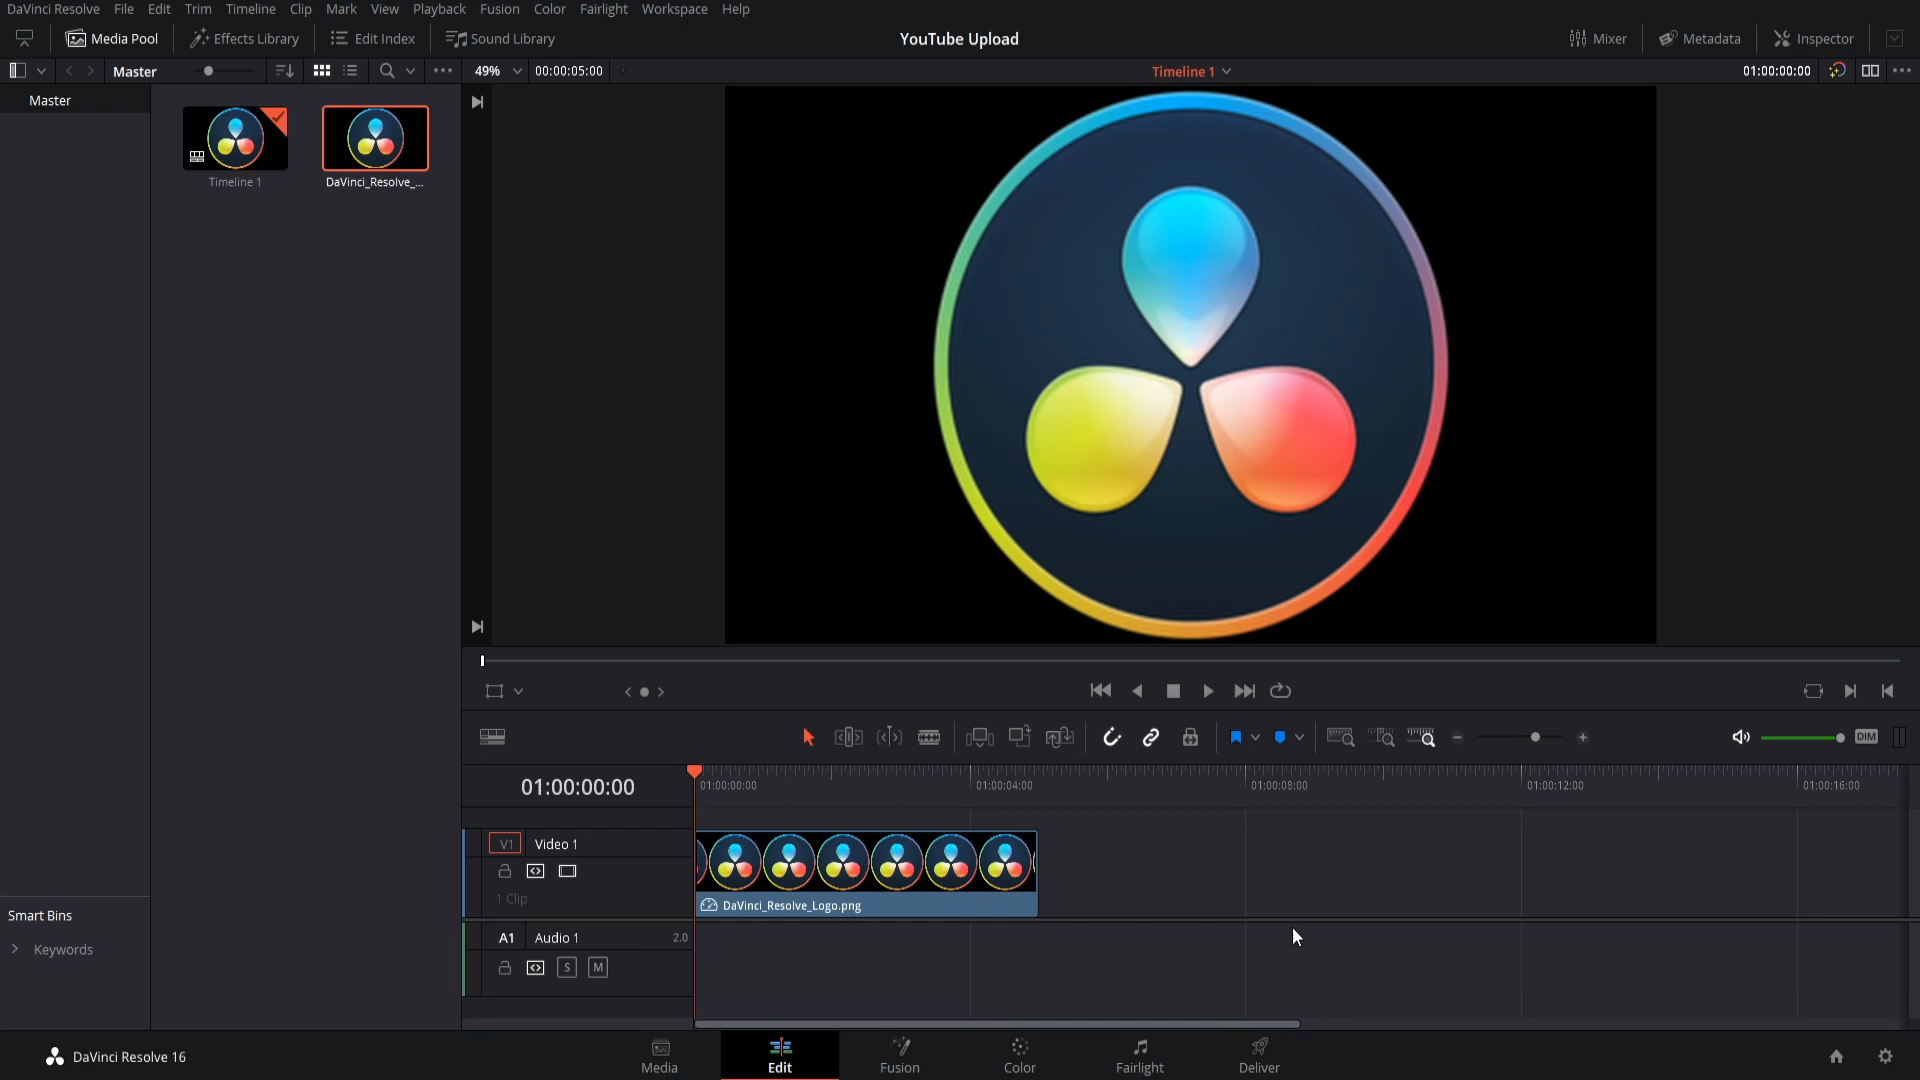 DaVinci Resolve File Edit Trim Timeline Clip Mark View Playback Fusion Color Fairlight Workspace Help
Media Pool Effects Library Edit Index Sound Library YouTube Upload Mixer Metadata Inspector
Master 49% 00:00:05:00 Timeline 1 01:00:00:00
Master
Timeline 1 DaVinci_Resolve_...
DIM
01:00:00:00 01:00:00:00 01:00:04:00 01:00:08:00 01:00:12:00 01:00:16:00
V1 Video 1
1 Clip
DaVinci_Resolve_Logo.png
Smart Bins
Keywords
A1 Audio 1 2.0
S M
DaVinci Resolve 16 Media Edit Fusion Color Fairlight Deliver